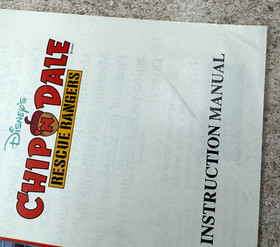 Disney's
CHIP 'N DALE
RESCUE RANGERS
INSTRUCTION MANUAL